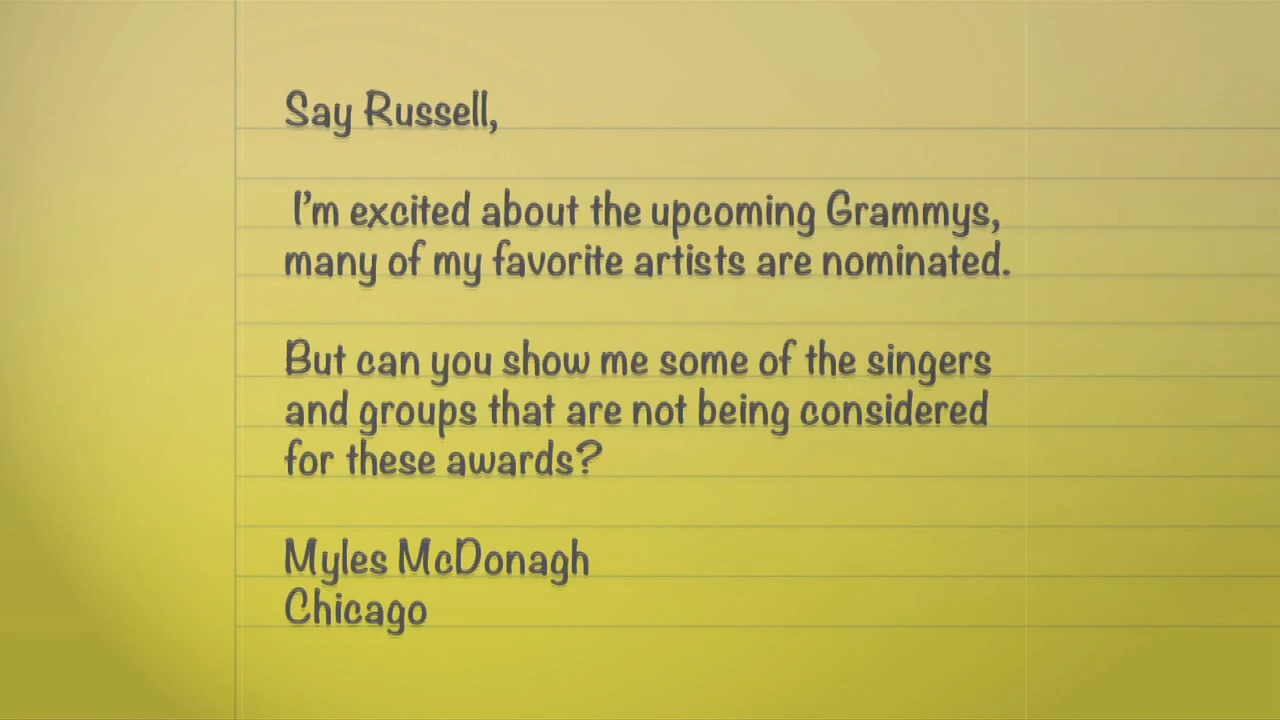 Say Russell,
I'm excited about the upcoming Grammys,
many of my favorite artists are nominated.
But can you show me some of the singers
and groups that are not being considered
for these awards?
Myles McDonagh
Chicago